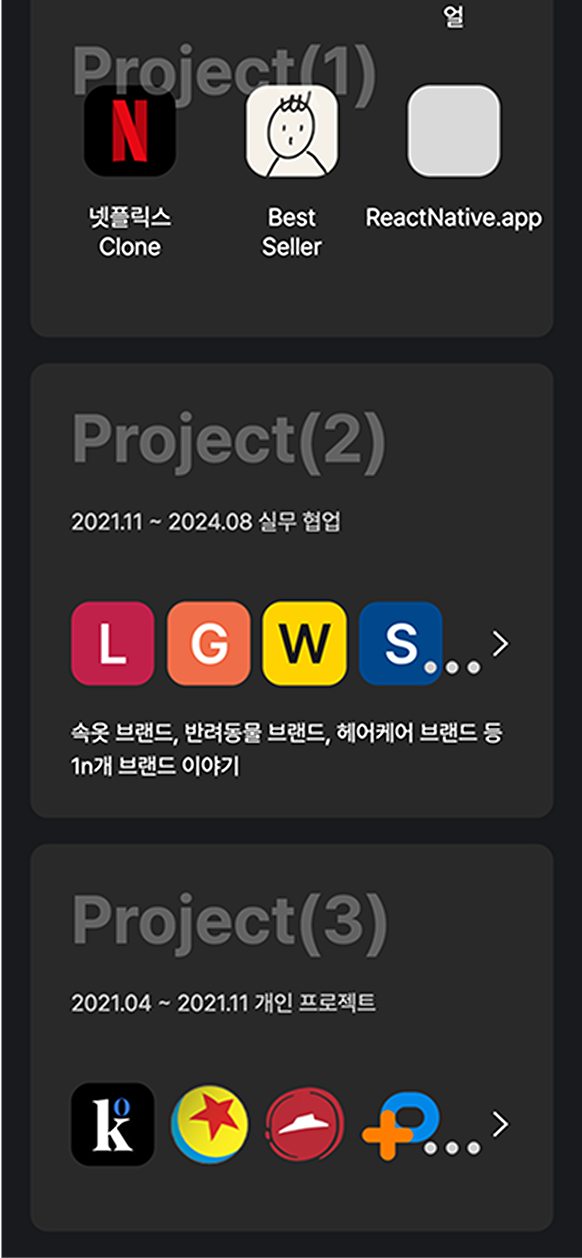 얼
Project(1)
N
넷플릭스
Clone
Best
Seller
ReactNative.app
Project(2)
2021.11 ~ 2024.08 실무 협업
L G W S...
속옷 브랜드, 반려동물 브랜드, 헤어케어 브랜드 등
1n개 브랜드 이야기
Project(3)
2021.04 ~ 2021.11 개인 프로젝트
ko P...